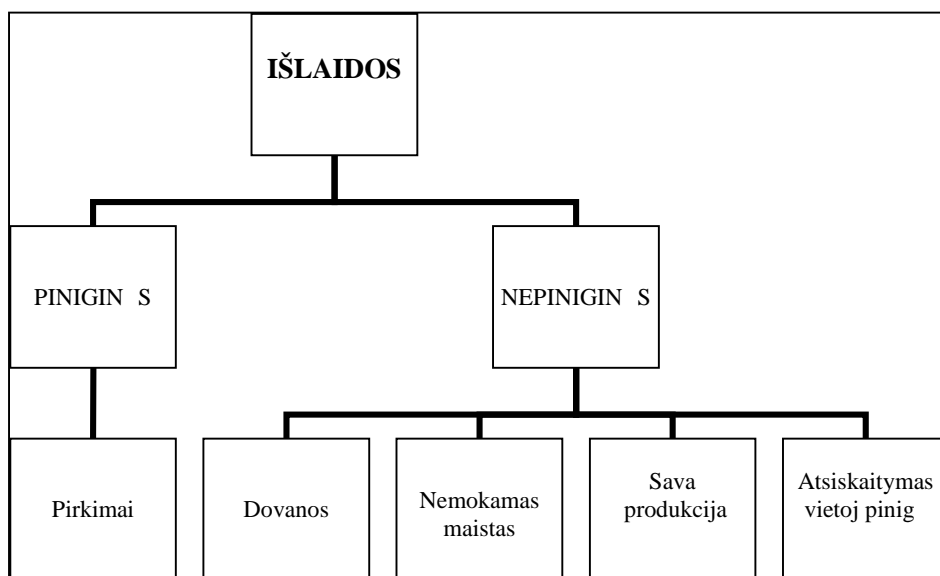 IŠLAIDOS
PINIGIN S
NEPINIGIN S
Pirkimai
Dovanos
Nemokamas
maistas
Sava
produkcija
Atsiskaitymas
vietoj pinig